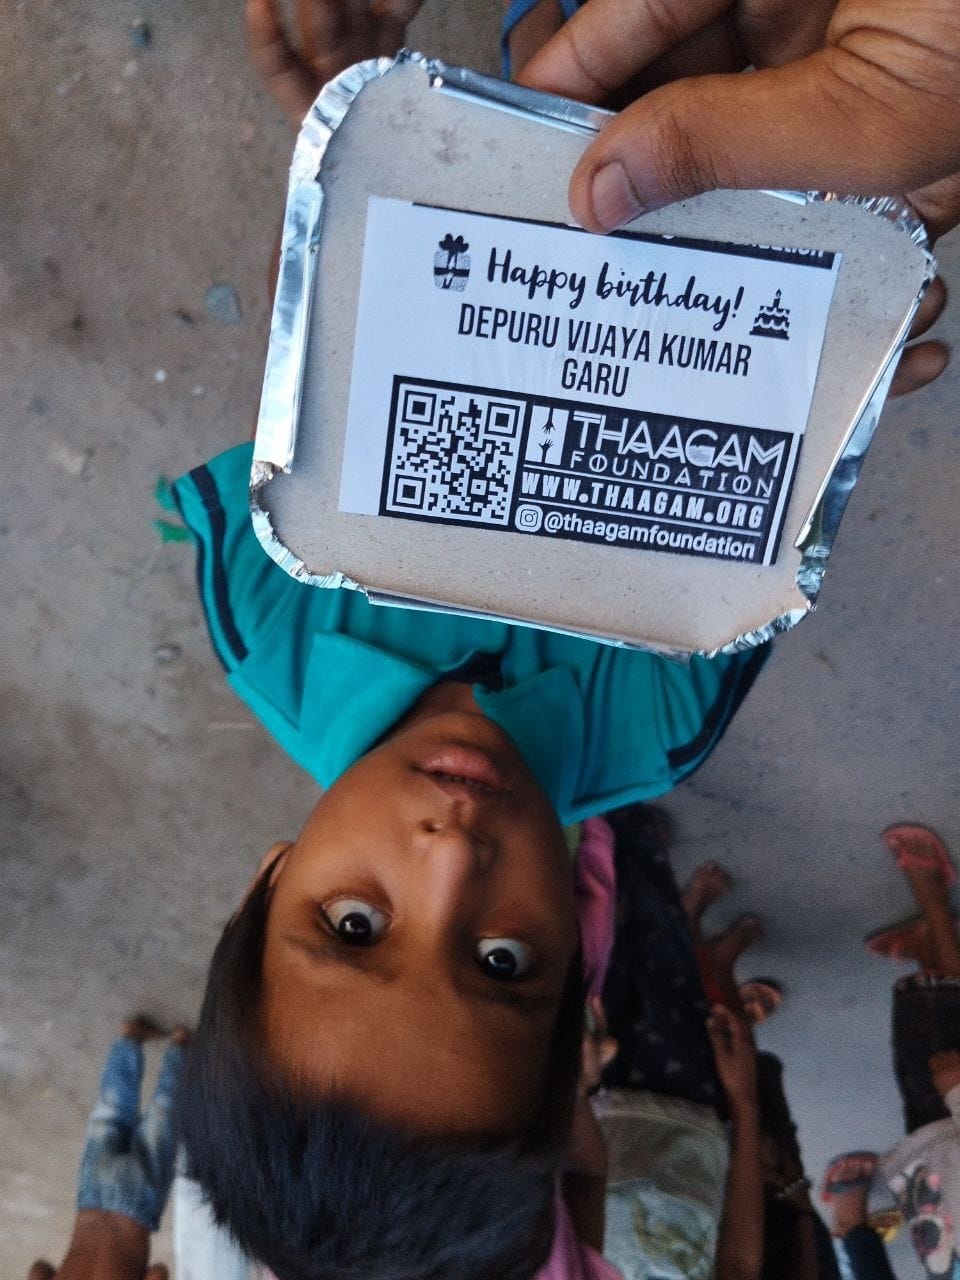 Happy birthday!
DEPURU VIJAYA KUMAR
GARU
THAAGAM
FOUNDATION
WWW.THAAGAM.ORG
@thaagamfoundation